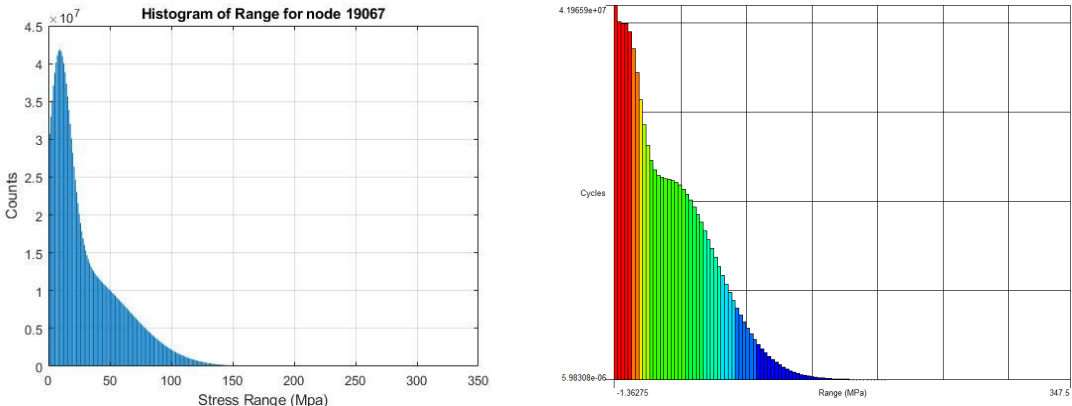 Histogram of Range for node 19067
×10⁷
4.5
4
3.5
3
2.5
2
1.5
1
0.5
0
Counts
0 50 100 150 200 250 300 350
Stress Range (Mpa)
4.19659e+07
Cycles
5.98308e-06
-1.36275 Range (MPa) 347.5